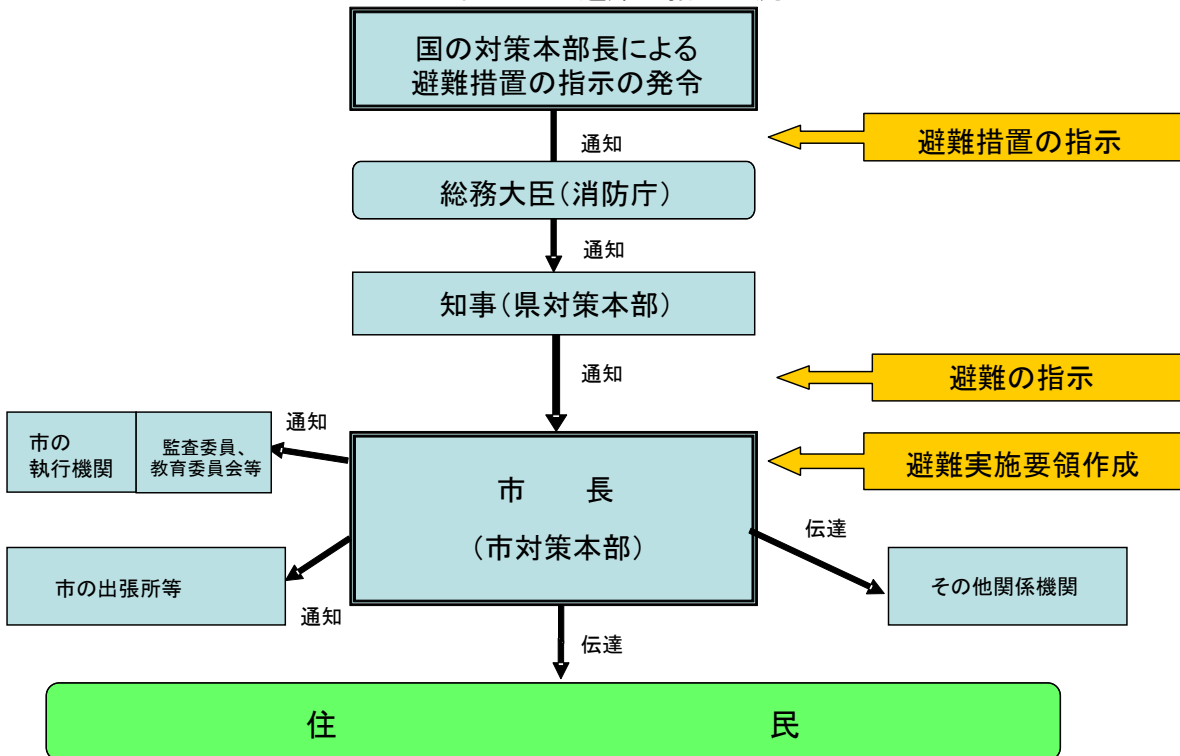 国の対策本部長による
避難措置の指示の発令
通知
避難措置の指示
総務大臣(消防庁)
通知
知事(県対策本部)
通知
避難の指示
市の
執行機関
監査委員、
教育委員会等
通知
市 長
(市対策本部)
避難実施要領作成
伝達
市の出張所等
通知
その他関係機関
伝達
住 民